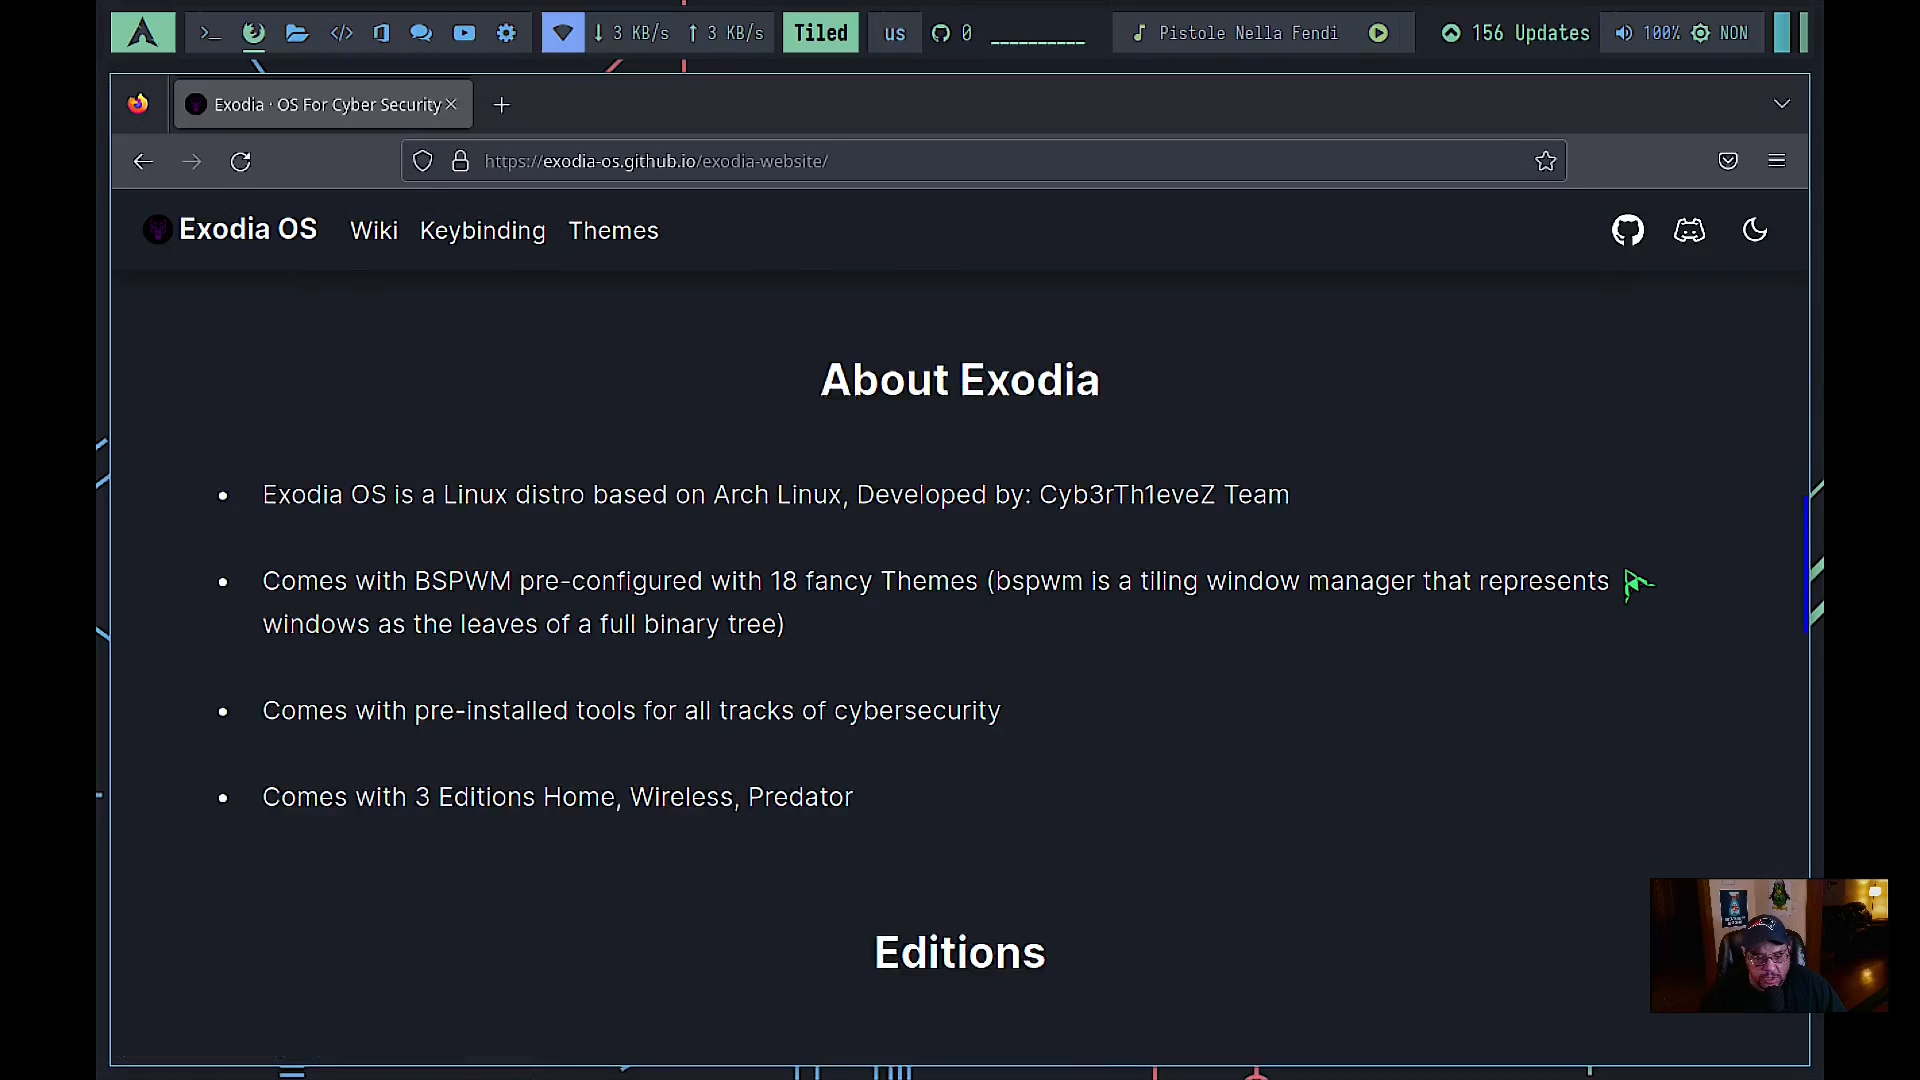 3 KB/s 3 KB/s Tiled us 0 Pistole Nella Fendi 156 Updates 100% NON
Exodia · OS For Cyber Security
https://exodia-os.github.io/exodia-website/
Exodia OS Wiki Keybinding Themes
About Exodia
• Exodia OS is a Linux distro based on Arch Linux, Developed by: Cyb3rTh1eveZ Team
• Comes with BSPWM pre-configured with 18 fancy Themes (bspwm is a tiling window manager that represents
windows as the leaves of a full binary tree)
• Comes with pre-installed tools for all tracks of cybersecurity
• Comes with 3 Editions Home, Wireless, Predator
Editions